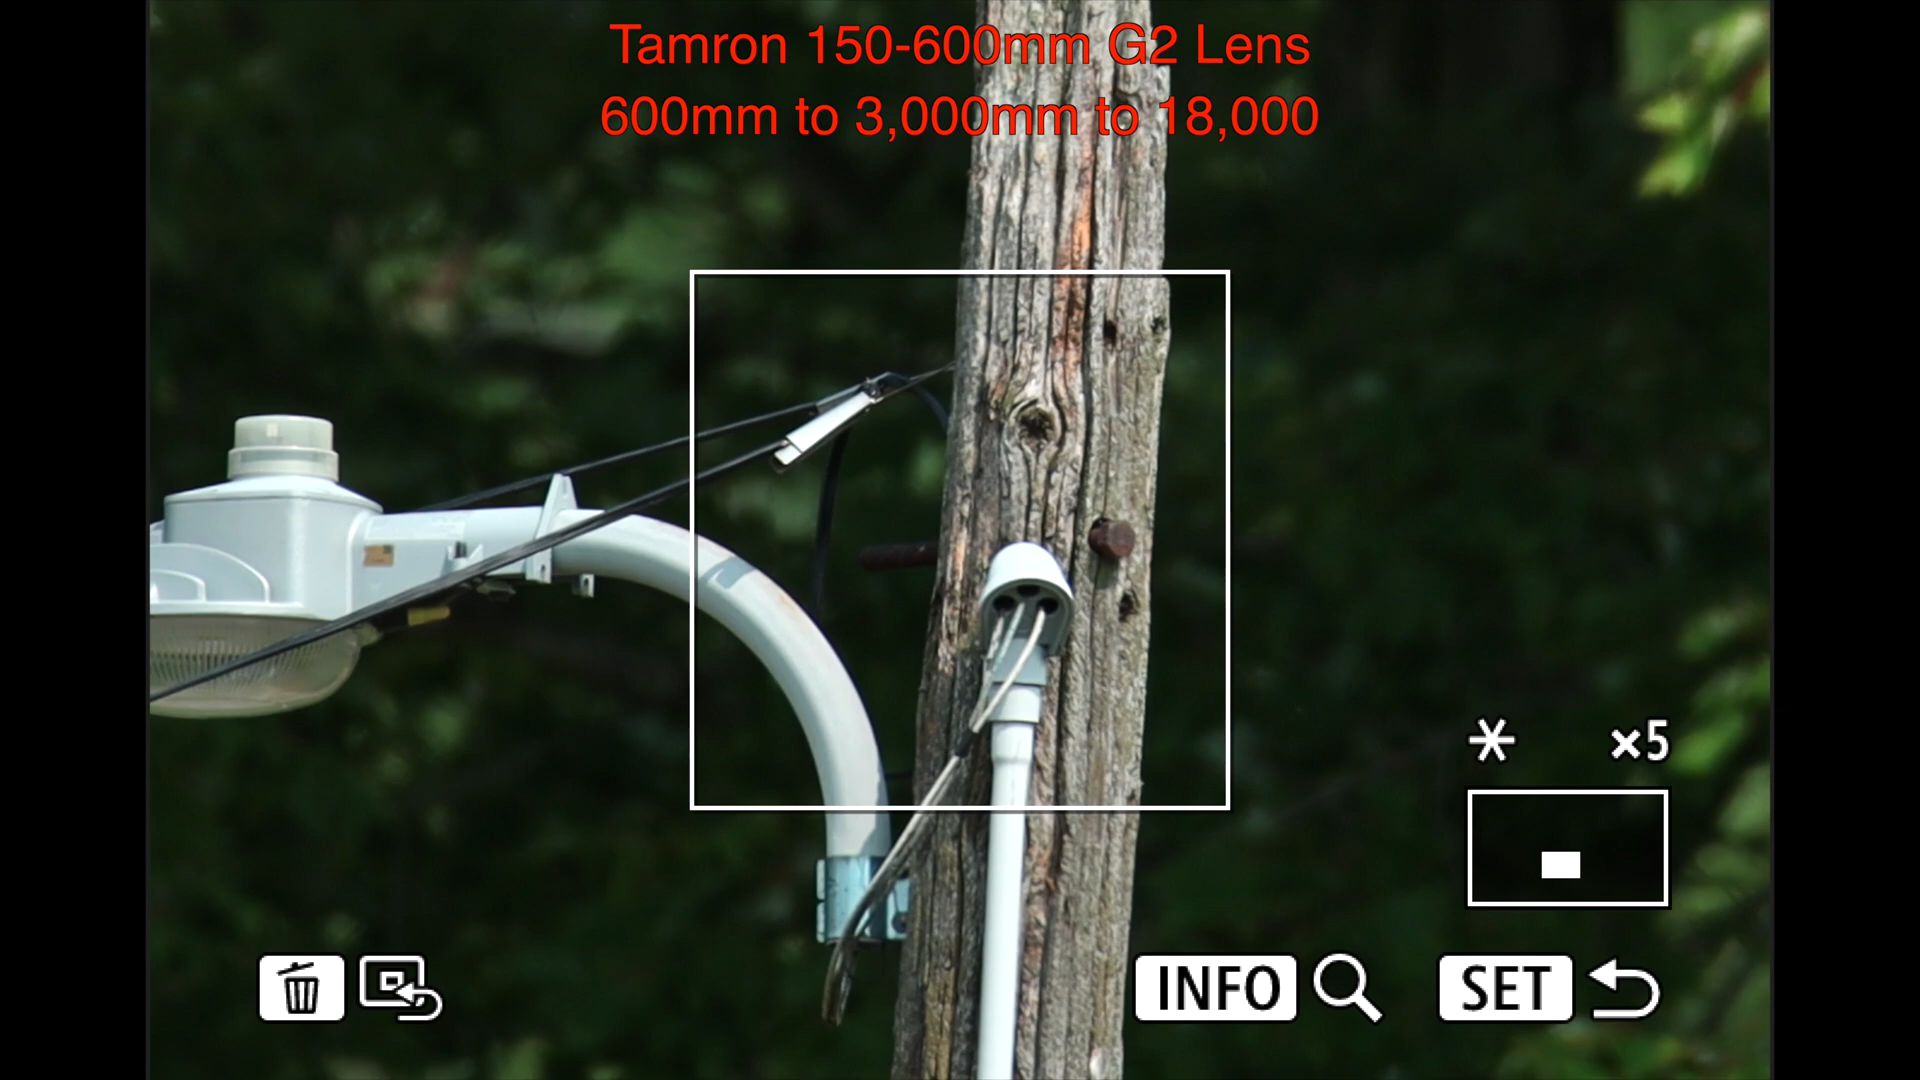 Tamron 150-600mm G2 Lens
600mm to 3,000mm to 18,000
×5
INFO
SET